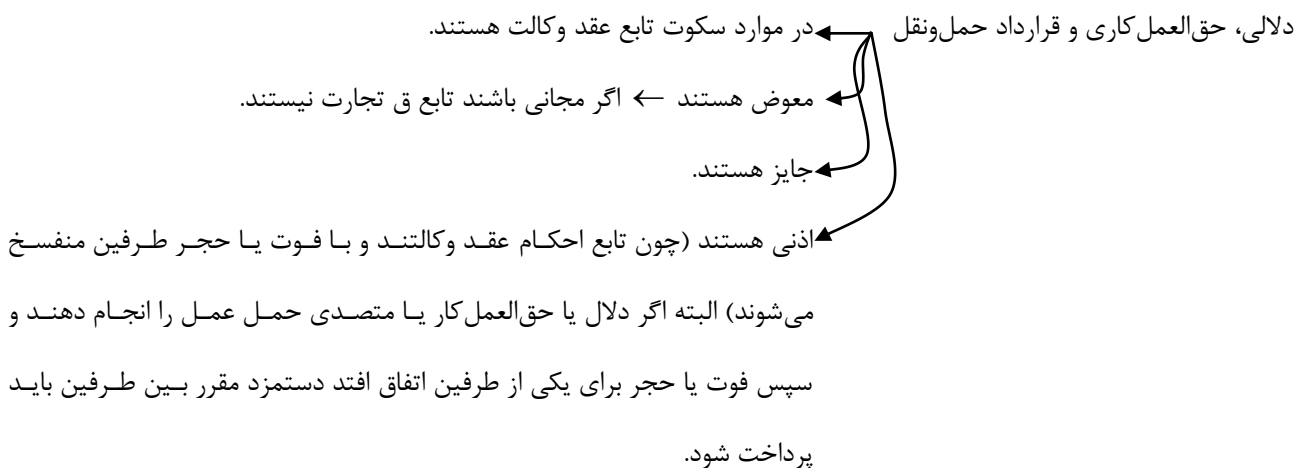 دلالی، حق‌العمل‌کاری و قرارداد حمل‌ونقل در موارد سکوت تابع عقد وکالت هستند.
معوض هستند ← اگر مجانی باشند تابع ق تجارت نیستند.
جایز هستند.
اذنی هستند (چون تابع احکام عقد وکالتند و با فوت یا حجر طرفین منفسخ
می‌شوند) البته اگر دلال یا حق‌العمل‌کار یا متصدی حمل عمل را انجام دهند و
سپس فوت یا حجر برای یکی از طرفین اتفاق افتد دستمزد مقرر بین طرفین باید
پرداخت شود.